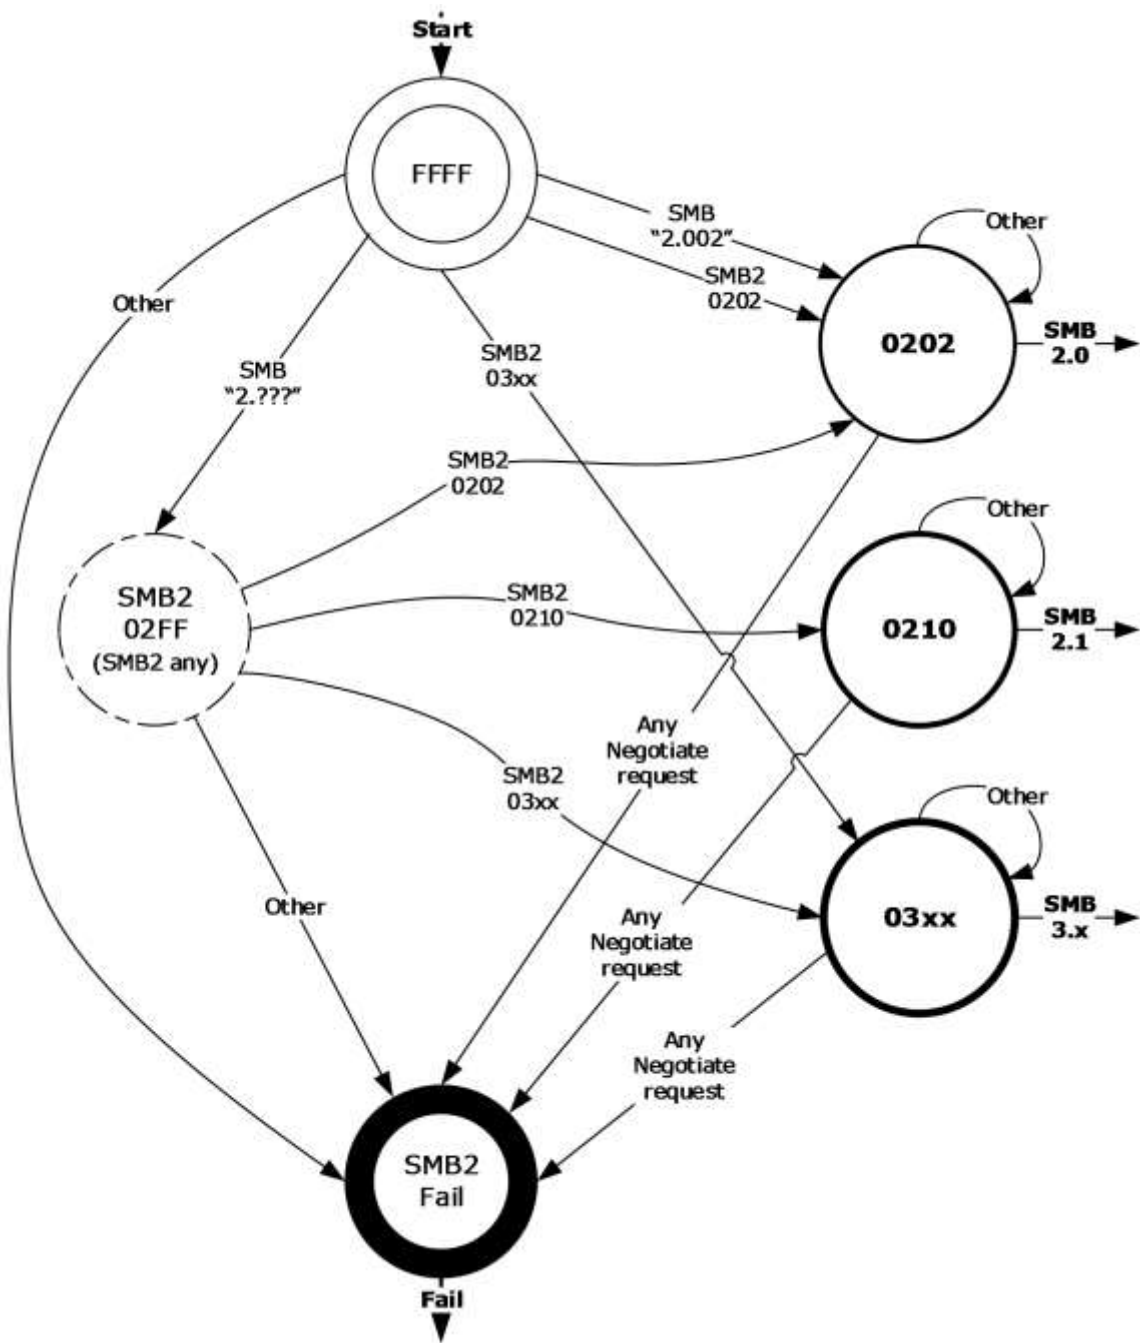 Start
FFFF
SMB
“2.002”
SMB2
0202
Other
Other
SMB2
03xx
SMB
“2.???”
0202
SMB
2.0
SMB2
0202
Other
SMB2
02FF
(SMB2 any)
SMB2
0210
0210
SMB
2.1
Any
Negotiate
request
SMB2
03xx
Other
03xx
SMB
3.x
Other
Any
Negotiate
request
Any
Negotiate
request
SMB2
Fail
Fail